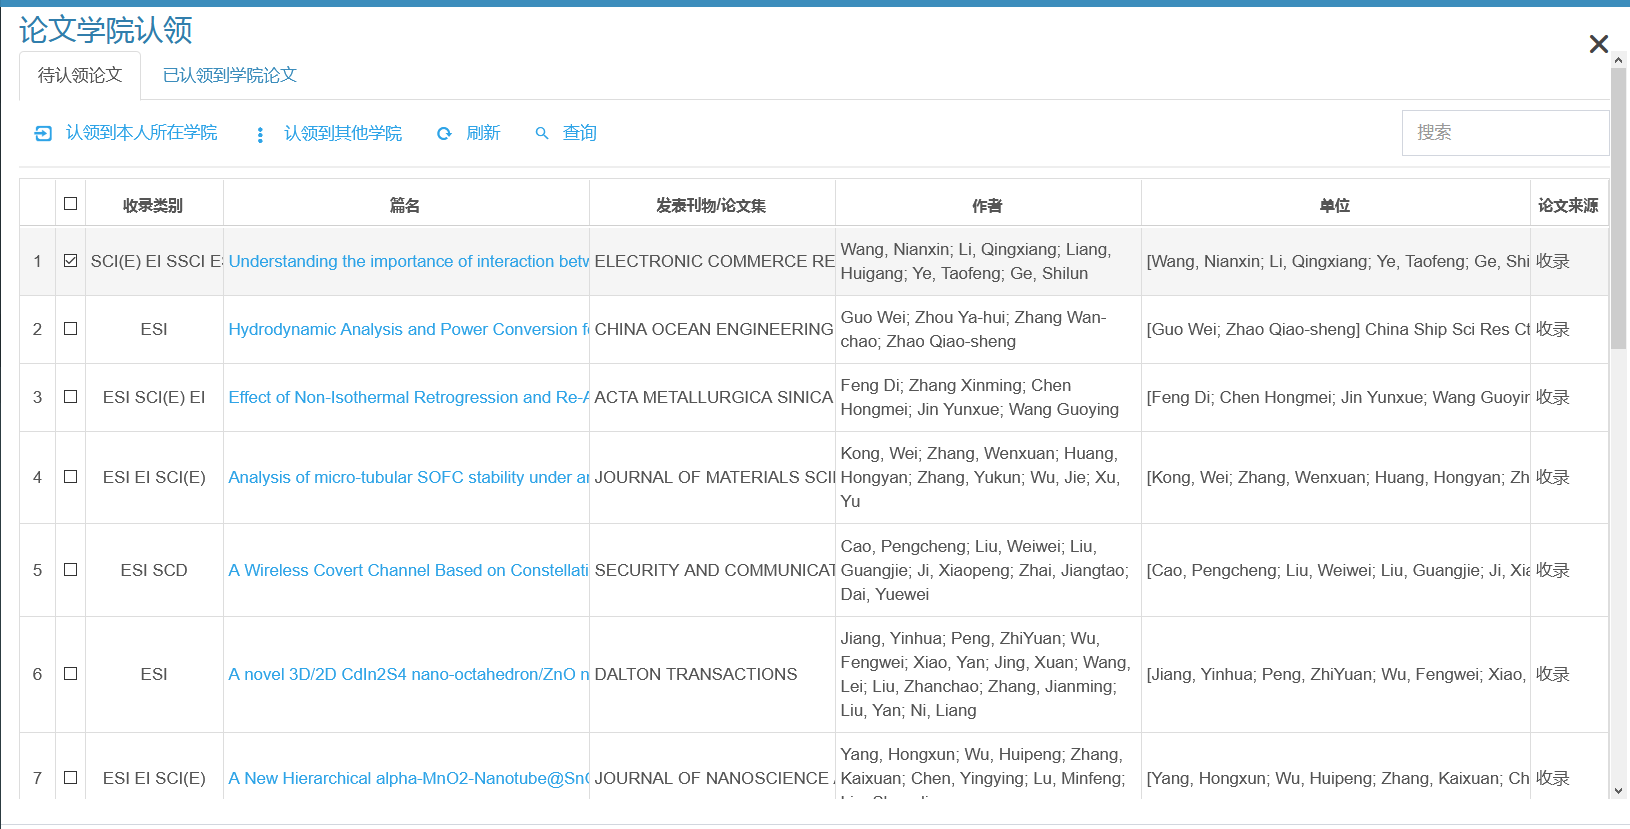 论文学院认领
待认领论文 已认领到学院论文
认领到本人所在学院 认领到其他学院 刷新 查询 搜索
收录类别 篇名 发表刊物/论文集 作者 单位 论文来源
1 SCI(E) EI SSCI E Understanding the importance of interaction betw ELECTRONIC COMMERCE RE Wang, Nianxin; Li, Qingxiang; Liang, [Wang, Nianxin; Li, Qingxiang; Ye, Taofeng; Ge, Shi 收录
Huigang; Ye, Taofeng; Ge, Shilun
2 ESI Hydrodynamic Analysis and Power Conversion f CHINA OCEAN ENGINEERING Guo Wei; Zhou Ya-hui; Zhang Wan- [Guo Wei; Zhao Qiao-sheng] China Ship Sci Res Ct 收录
chao; Zhao Qiao-sheng
3 ESI SCI(E) EI Effect of Non-Isothermal Retrogression and Re-A ACTA METALLURGICA SINICA Feng Di; Zhang Xinming; Chen [Feng Di; Chen Hongmei; Jin Yunxue; Wang Guoyin 收录
Hongmei; Jin Yunxue; Wang Guoying
4 ESI EI SCI(E) Analysis of micro-tubular SOFC stability under a JOURNAL OF MATERIALS SCI Kong, Wei; Zhang, Wenxuan; Huang, [Kong, Wei; Zhang, Wenxuan; Huang, Hongyan; Zh 收录
Hongyan; Zhang, Yukun; Wu, Jie; Xu,
Yu
5 ESI SCD A Wireless Covert Channel Based on Constellati SECURITY AND COMMUNICAT Cao, Pengcheng; Liu, Weiwei; Liu, [Cao, Pengcheng; Liu, Weiwei; Liu, Guangjie; Ji, Xia 收录
Guangjie; Ji, Xiaopeng; Zhai, Jiangtao;
Dai, Yuewei
6 ESI A novel 3D/2D CdIn2S4 nano-octahedron/ZnO n DALTON TRANSACTIONS Jiang, Yinhua; Peng, ZhiYuan; Wu, [Jiang, Yinhua; Peng, ZhiYuan; Wu, Fengwei; Xiao, 收录
Fengwei; Xiao, Yan; Jing, Xuan; Wang,
Lei; Liu, Zhanchao; Zhang, Jianming;
Liu, Yan; Ni, Liang
7 ESI EI SCI(E) A New Hierarchical alpha-MnO2-Nanotube@Sn JOURNAL OF NANOSCIENCE Yang, Hongxun; Wu, Huipeng; Zhang, [Yang, Hongxun; Wu, Huipeng; Zhang, Kaixuan; Ch 收录
Kaixuan; Chen, Yingying; Lu, Minfeng;